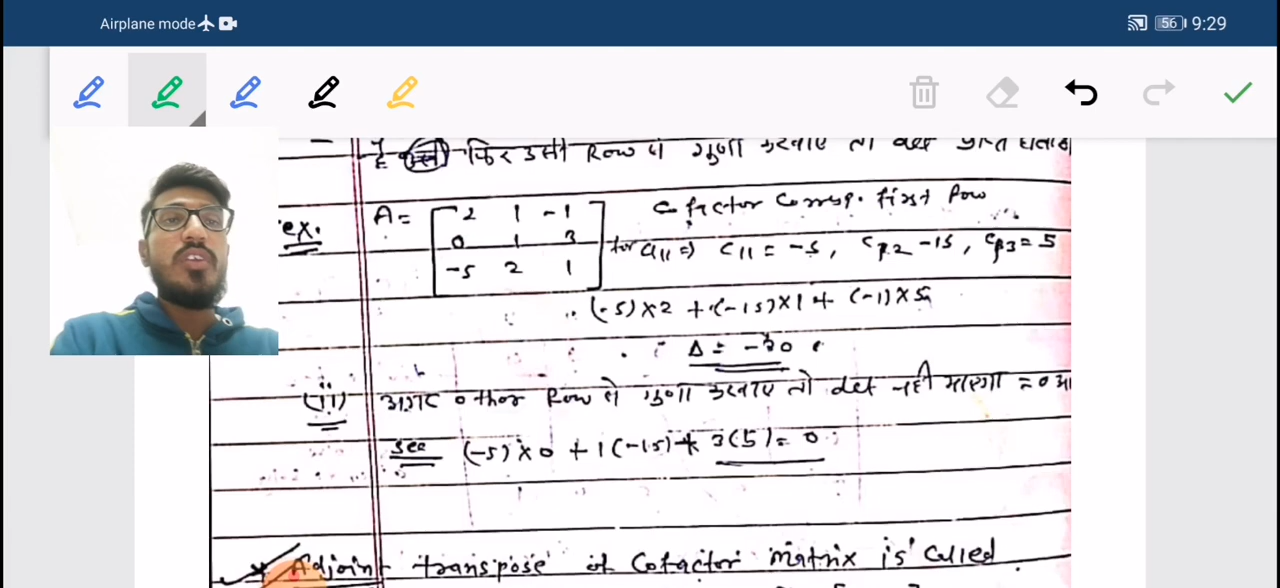 Airplane mode 56 9:29
फिर उसी Row से गुणा करवाए तो det प्राप्त होता है
ex. A = [ 2 1 -1 cofactor corresp. first Row
0 1 3 for a11 => C11 = -5, C12 -15, C13 = 5
-5 2 1 ]
(-5)×2 + (-15)×1 + (-1)×5
Δ = -30
(ii) अगर other Row से गुणा करवाए तो det नही आएगा = 0
see (-5)×0 + 1(-15) + 3(5) = 0
* Adjoint transpose of Cofactor matrix is called